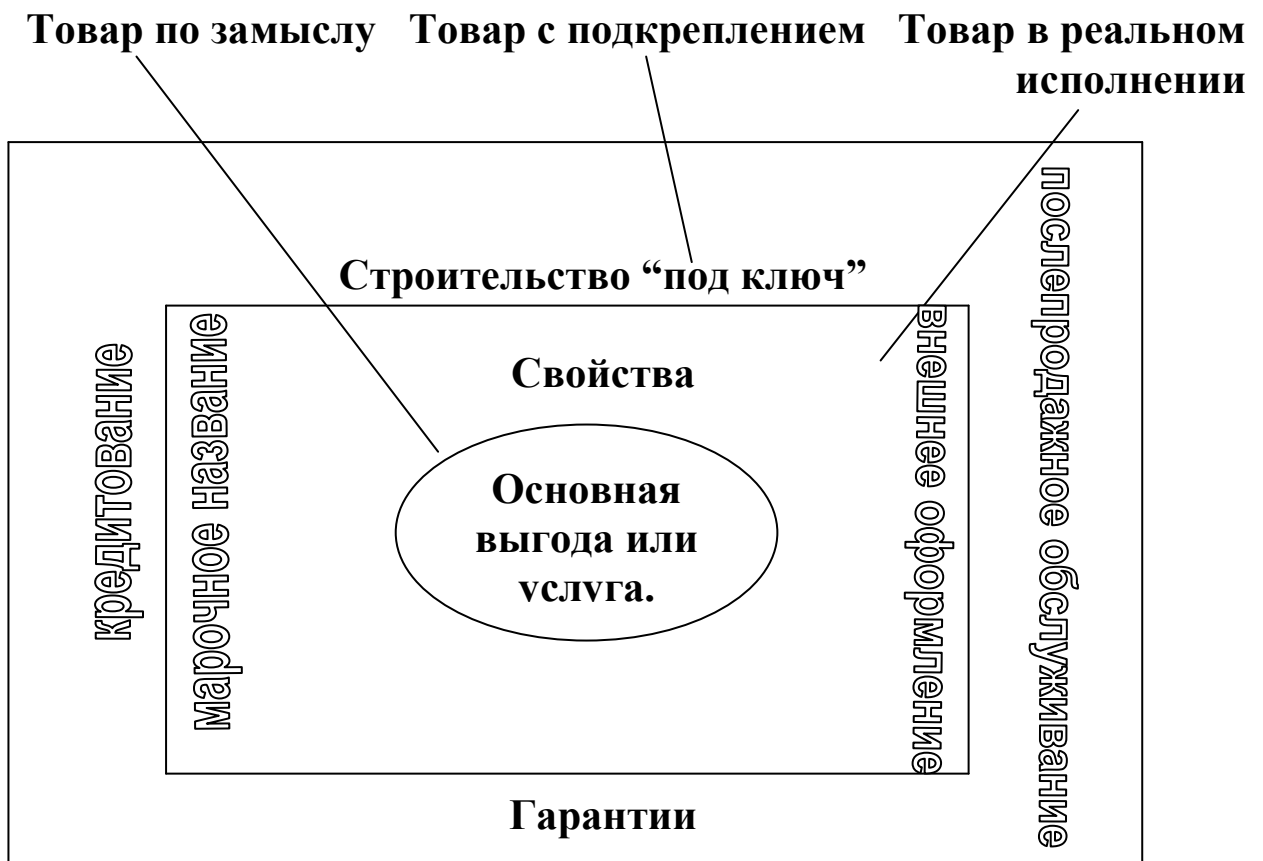 Товар по замыслу Товар с подкреплением Товар в реальном
исполнении
Строительство “под ключ”
кредитование
марочное название
Свойства
Основная
выгода или
услуга.
внешнее оформление
послепродажное обслуживание
Гарантии